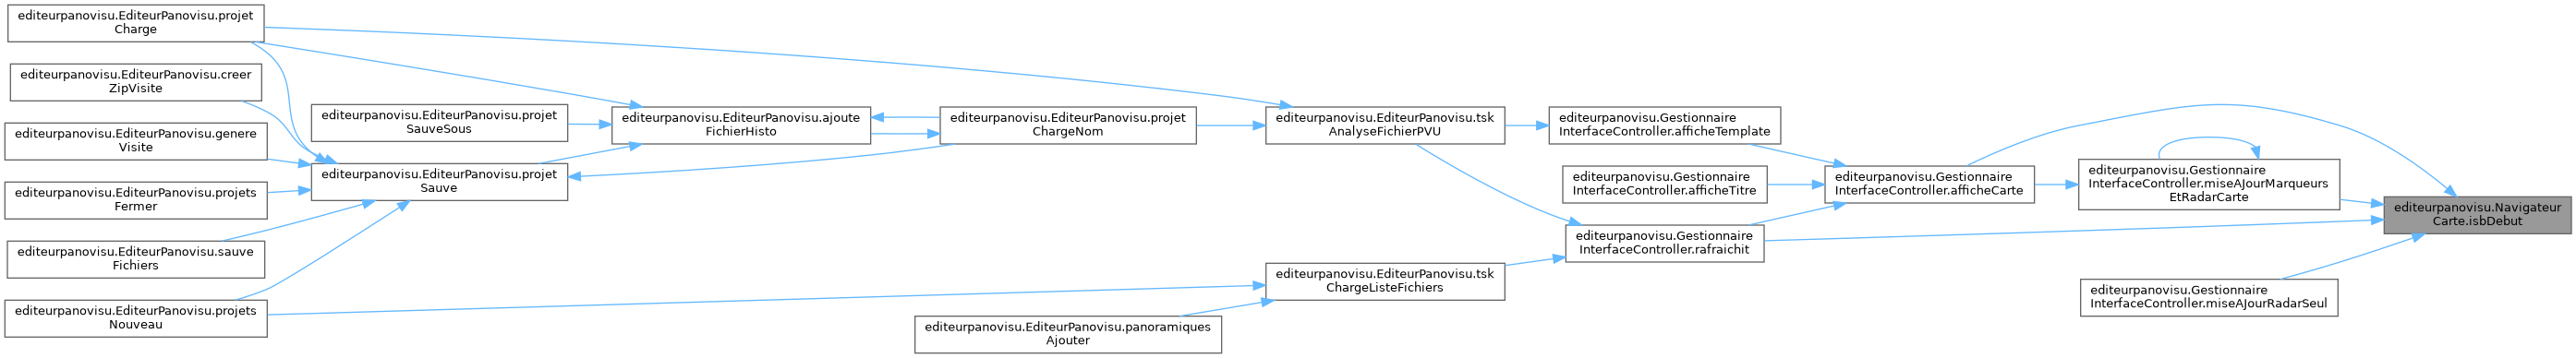 editeurpanovisu.EditeurPanovisu.projet
Charge
editeurpanovisu.EditeurPanovisu.creer
ZipVisite
editeurpanovisu.EditeurPanovisu.genere
Visite
editeurpanovisu.EditeurPanovisu.projets
Fermer
editeurpanovisu.EditeurPanovisu.sauve
Fichiers
editeurpanovisu.EditeurPanovisu.projets
Nouveau
editeurpanovisu.EditeurPanovisu.projet
SauveSous
editeurpanovisu.EditeurPanovisu.projet
Sauve
editeurpanovisu.EditeurPanovisu.ajoute
FichierHisto
editeurpanovisu.EditeurPanovisu.projet
ChargeNom
editeurpanovisu.EditeurPanovisu.panoramiques
Ajouter
editeurpanovisu.EditeurPanovisu.tsk
AnalyseFichierPVU
editeurpanovisu.EditeurPanovisu.tsk
ChargeListeFichiers
editeurpanovisu.Gestionnaire
InterfaceController.afficheTemplate
editeurpanovisu.Gestionnaire
InterfaceController.afficheTitre
editeurpanovisu.Gestionnaire
InterfaceController.rafraichit
editeurpanovisu.Gestionnaire
InterfaceController.afficheCarte
editeurpanovisu.Gestionnaire
InterfaceController.miseAJourMarqueurs
EtRadarCarte
editeurpanovisu.Gestionnaire
InterfaceController.miseAJourRadarSeul
editeurpanovisu.Navigateur
Carte.isbDebut